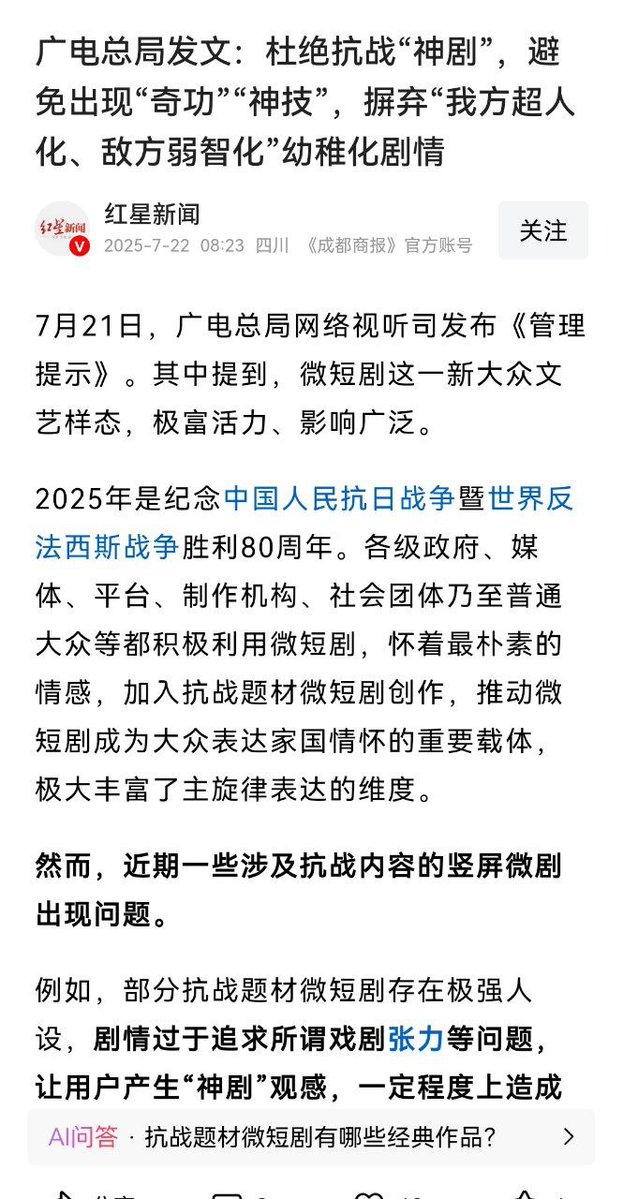 广电总局发文：杜绝抗战“神剧”，避
免出现“奇功”“神技”，摒弃“我方超人
化、敌方弱智化”幼稚化剧情
红星新闻
红星新闻
V
2025-7-22 08:23 四川 《成都商报》官方账号
关注
7月21日，广电总局网络视听司发布《管理
提示》。其中提到，微短剧这一新大众文
艺样态，极富活力、影响广泛。
2025年是纪念中国人民抗日战争暨世界反
法西斯战争胜利80周年。各级政府、媒
体、平台、制作机构、社会团体乃至普通
大众等都积极利用微短剧，怀着最朴素的
情感，加入抗战题材微短剧创作，推动微
短剧成为大众表达家国情怀的重要载体，
极大丰富了主旋律表达的维度。
然而，近期一些涉及抗战内容的竖屏微剧
出现问题。
例如，部分抗战题材微短剧存在极强人
设，剧情过于追求所谓戏剧张力等问题，
让用户产生“神剧”观感，一定程度上造成
AI问答 · 抗战题材微短剧有哪些经典作品？